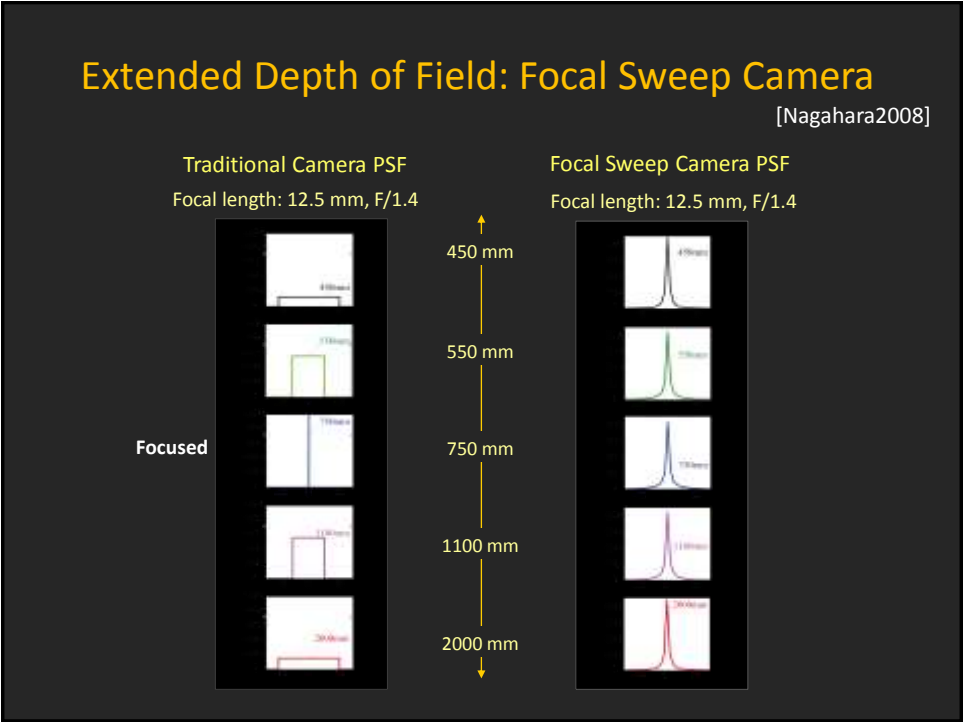 Extended Depth of Field: Focal Sweep Camera
[Nagahara2008]
Traditional Camera PSF
Focal length: 12.5 mm, F/1.4
Focal Sweep Camera PSF
Focal length: 12.5 mm, F/1.4
450 mm
550 mm
Focused
750 mm
1100 mm
2000 mm